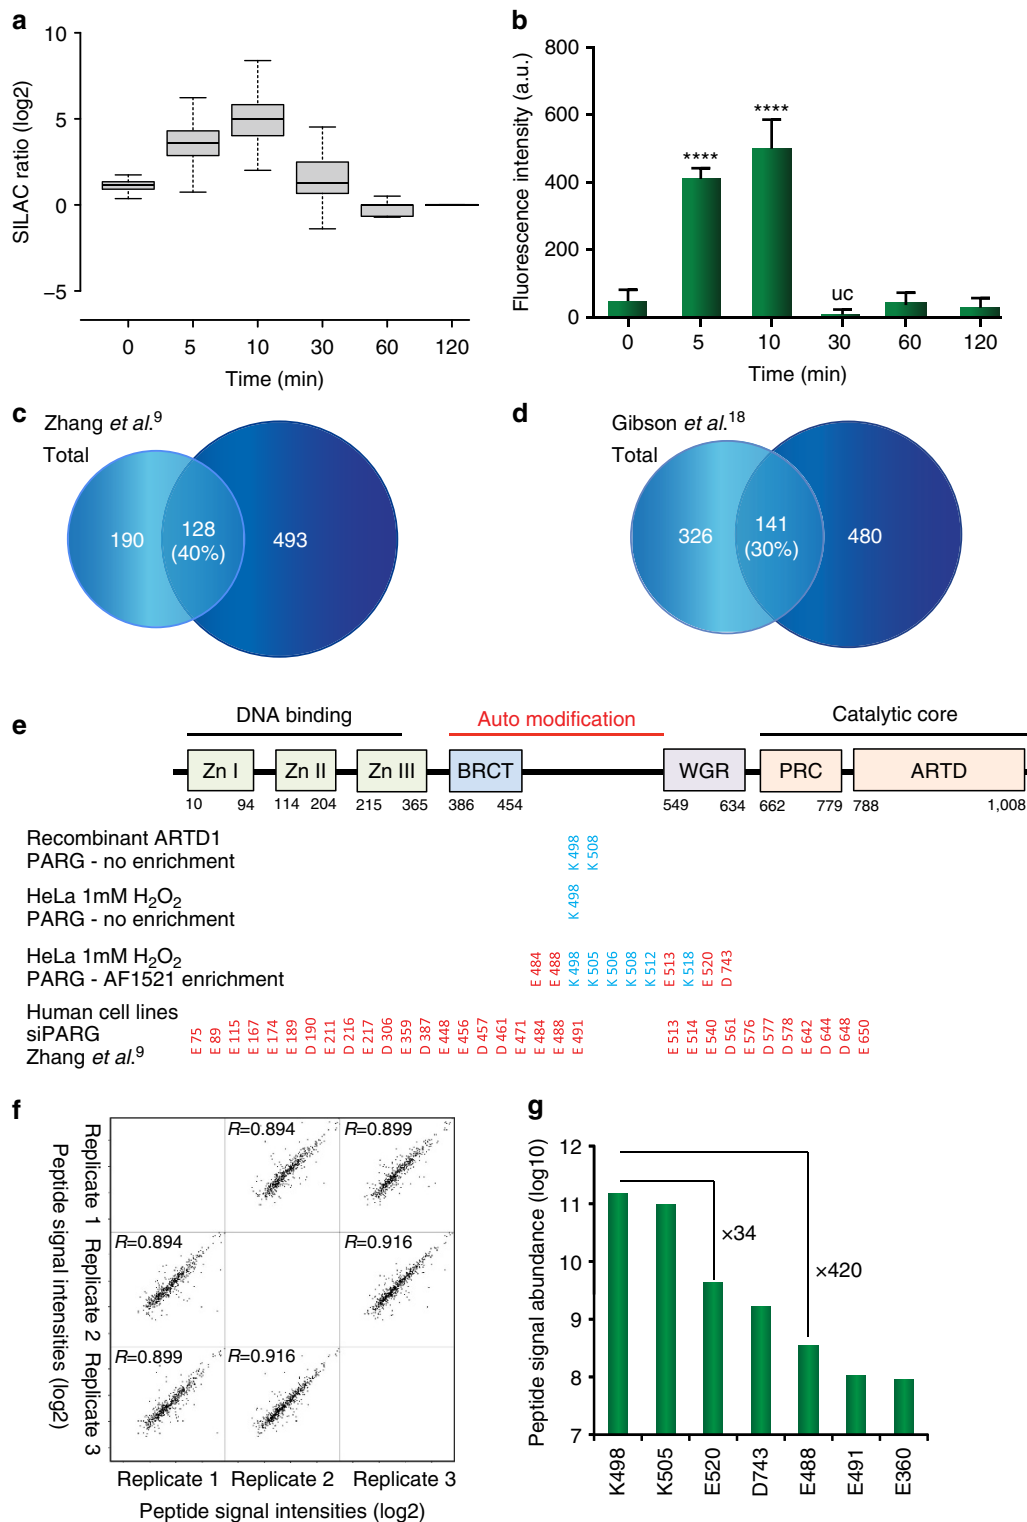 a
10
5
0
−5
SILAC ratio (log2)
0 5 10 30 60 120
Time (min)
b
800
600
400
200
0
Fluorescence intensity (a.u.)
****
****
uc
0 5 10 30 60 120
Time (min)
c
Zhang et al.9
Total
190
128
(40%)
493
d
Gibson et al.18
Total
326
141
(30%)
480
e
DNA binding
Auto modification
Catalytic core
Zn I Zn II Zn III BRCT WGR PRC ARTD
10 94 114 204 215 365 386 454 549 634 662 779 788 1,008
Recombinant ARTD1
PARG - no enrichment
K 498 K 508
HeLa 1mM H2O2
PARG - no enrichment
K 498
HeLa 1mM H2O2
PARG - AF1521 enrichment
E 484 E 488 K 498 K 505 K 506 K 508 K 512 E 513 K 518 E 520 D 743
Human cell lines
siPARG
Zhang et al.9
E 75 E 89 E 115 E 167 E 174 E 189 D 190 E 211 D 216 E 217 D 306 E 359 D 387 E 448 E 456 D 457 D 461 E 471 E 484 E 488 E 491 E 513 E 514 E 540 D 561 E 576 D 577 D 578 E 642 D 644 D 648 E 650
f
Replicate 1 Replicate 2 Replicate 3
Peptide signal intensities (log2)
R=0.894
R=0.899
R=0.894
R=0.916
R=0.899
R=0.916
Replicate 1 Replicate 2 Replicate 3
Peptide signal intensities (log2)
g
12
11
10
9
8
7
Peptide signal abundance (log10)
×34
×420
K498 K505 E520 D743 E488 E491 E360